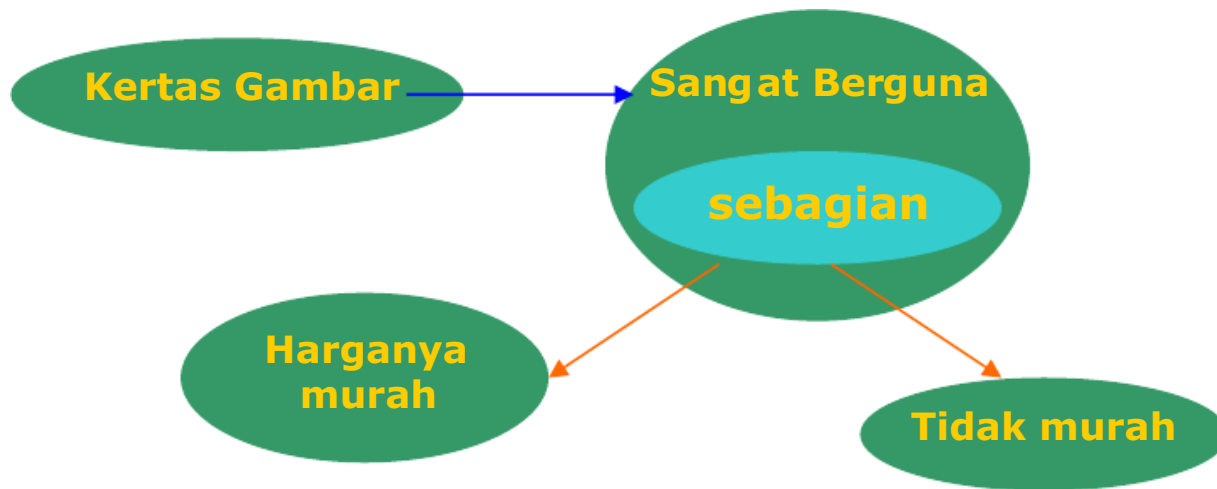 Kertas Gambar
Sangat Berguna
sebagian
Harganya
murah
Tidak murah